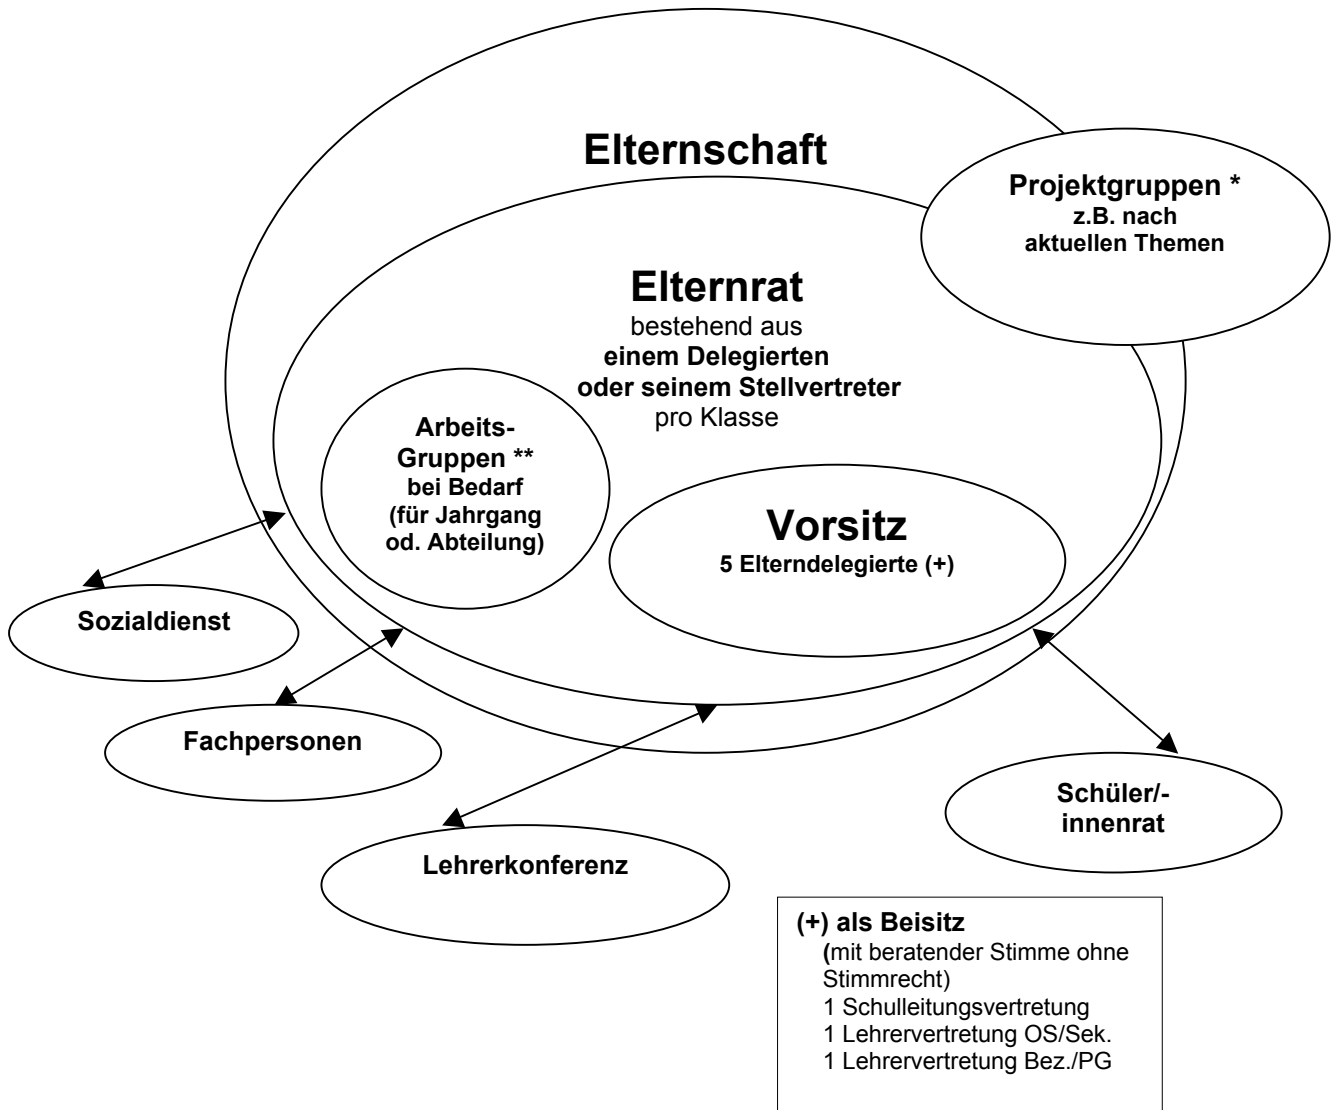 Elternschaft
Projektgruppen *
z.B. nach
aktuellen Themen
Elternrat
bestehend aus
einem Delegierten
oder seinem Stellvertreter
pro Klasse
Arbeits-
Gruppen **
bei Bedarf
(für Jahrgang
od. Abteilung)
Vorsitz
5 Elterndelegierte (+)
Sozialdienst
Fachpersonen
Lehrerkonferenz
Schüler/-
innenrat
(+) als Beisitz
(mit beratender Stimme ohne
Stimmrecht)
1 Schulleitungsvertretung
1 Lehrervertretung OS/Sek.
1 Lehrervertretung Bez./PG